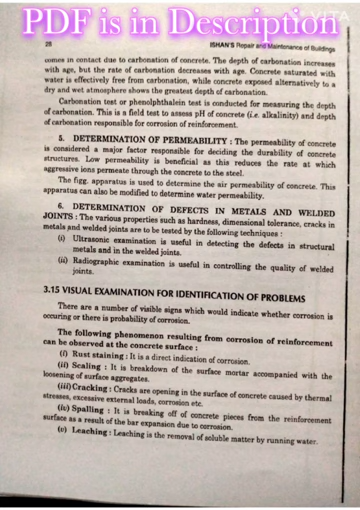 PDF is in Description
28
ISHAN'S Repair and Maintenance of Buildings
comes in contact due to carbonation of concrete. The depth of carbonation increases
with age, but the rate of carbonation decreases with age. Concrete saturated with
water is effectively free from carbonation, while concrete exposed alternatively to a
dry and wet atmosphere shows the greatest depth of carbonation.
Carbonation test or phenolphthalein test is conducted for measuring the depth
of carbonation. This is a field test to assess pH of concrete (i.e. alkalinity) and depth
of carbonation responsible for corrosion of reinforcement.
5. DETERMINATION OF PERMEABILITY : The permeability of concrete
is considered a major factor responsible for deciding the durability of concrete
structures. Low permeability is beneficial as this reduces the rate at which
aggressive ions permeate through the concrete to the steel.
The figg. apparatus is used to determine the air permeability of concrete. This
apparatus can also be modified to determine water permeability.
6. DETERMINATION OF DEFECTS IN METALS AND WELDED
JOINTS : The various properties such as hardness, dimensional tolerance, cracks in
metals and welded joints are to be tested by the following techniques :
(i) Ultrasonic examination is useful in detecting the defects in structural
metals and in the welded joints.
(ii) Radiographic examination is useful in controlling the quality of welded
joints.
3.15 VISUAL EXAMINATION FOR IDENTIFICATION OF PROBLEMS
There are a number of visible signs which would indicate whether corrosion is
occuring or there is probability of corrosion.
The following phenomenon resulting from corrosion of reinforcement
can be observed at the concrete surface :
(i) Rust staining : It is a direct indication of corrosion.
(ii) Scaling : It is breakdown of the surface mortar accompanied with the
loosening of surface aggregates.
(iii) Cracking : Cracks are opening in the surface of concrete caused by thermal
stresses, excessive external loads, corrosion etc.
(iv) Spalling : It is breaking off of concrete pieces from the reinforcement
surface as a result of the bar expansion due to corrosion.
(v) Leaching : Leaching is the removal of soluble matter by running water.